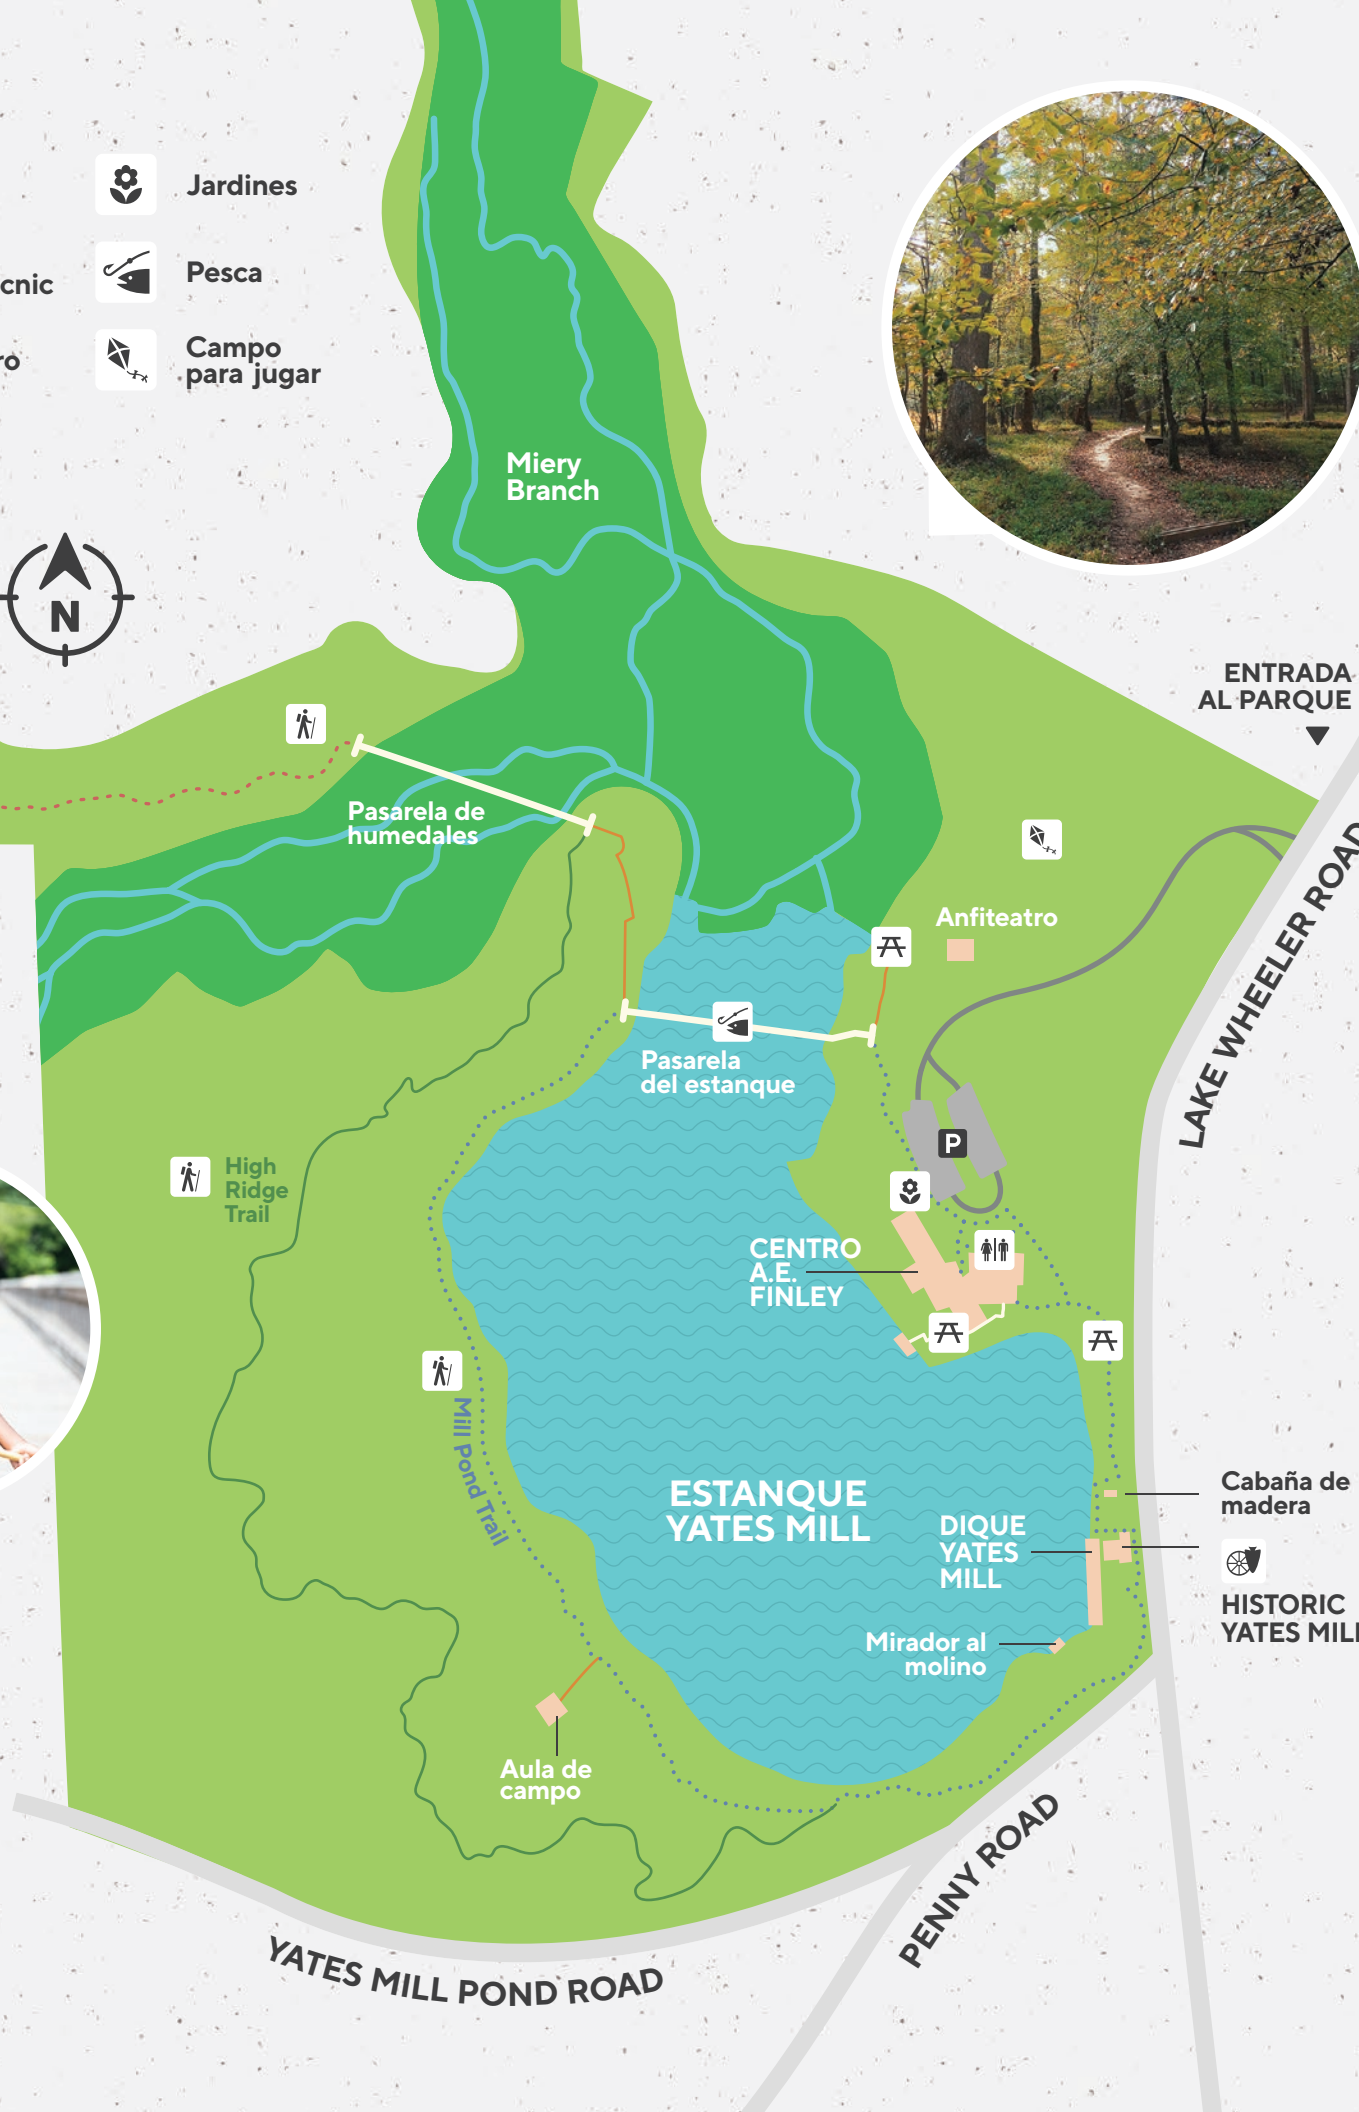 Jardines
Pesca
Campo
para jugar
cnic
ro
N
Miery
Branch
ENTRADA
AL PARQUE
Pasarela de
humedales
Anfiteatro
LAKE WHEELER ROAD
Pasarela
del estanque
P
High
Ridge
Trail
CENTRO
A.E.
FINLEY
Mill Pond Trail
ESTANQUE
YATES MILL
DIQUE
YATES
MILL
Cabaña de
madera
HISTORIC
YATES MILL
Mirador al
molino
Aula de
campo
PENNY ROAD
YATES MILL POND ROAD